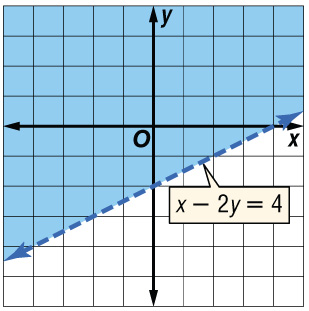 y
O
x
x − 2y = 4